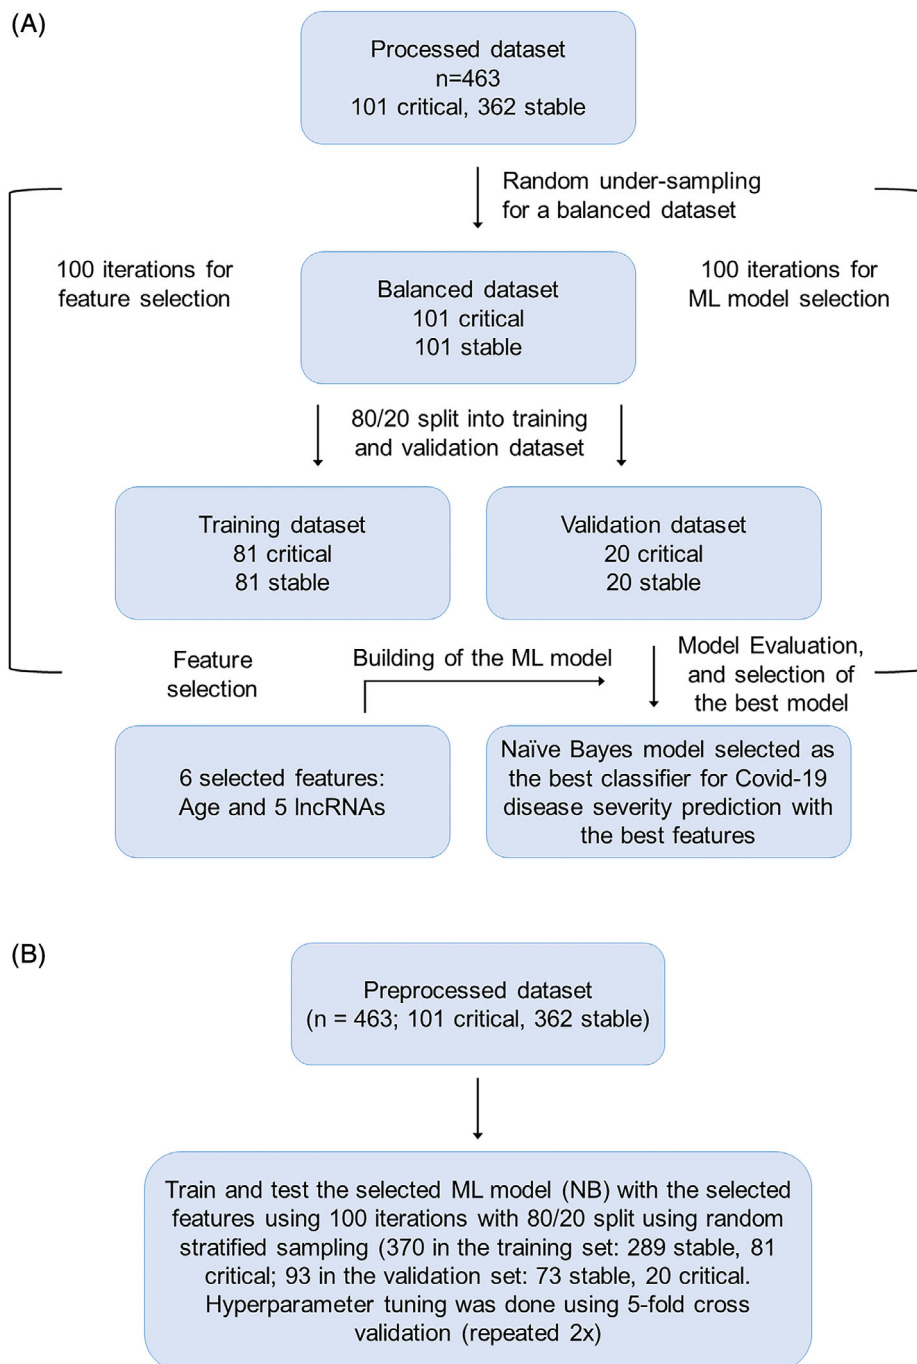 (A)
Processed dataset
n=463
101 critical, 362 stable
Random under-sampling
for a balanced dataset
100 iterations for
feature selection
Balanced dataset
101 critical
101 stable
100 iterations for
ML model selection
80/20 split into training
and validation dataset
Training dataset
81 critical
81 stable
Validation dataset
20 critical
20 stable
Feature
selection
Building of the ML model
Model Evaluation,
and selection of
the best model
6 selected features:
Age and 5 lncRNAs
Naïve Bayes model selected as
the best classifier for Covid-19
disease severity prediction with
the best features
(B)
Preprocessed dataset
(n = 463; 101 critical, 362 stable)
Train and test the selected ML model (NB) with the selected
features using 100 iterations with 80/20 split using random
stratified sampling (370 in the training set: 289 stable, 81
critical; 93 in the validation set: 73 stable, 20 critical.
Hyperparameter tuning was done using 5-fold cross
validation (repeated 2x)